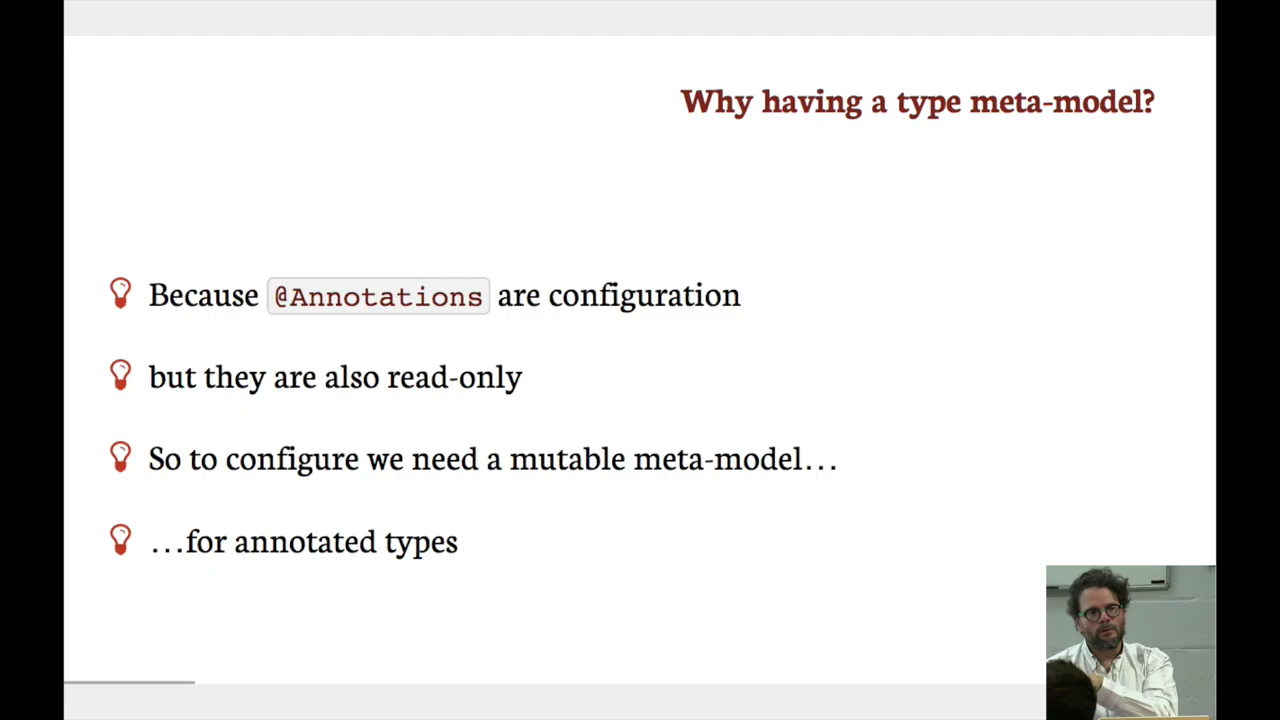 Why having a type meta-model?
Because @Annotations are configuration
but they are also read-only
So to configure we need a mutable meta-model…
…for annotated types